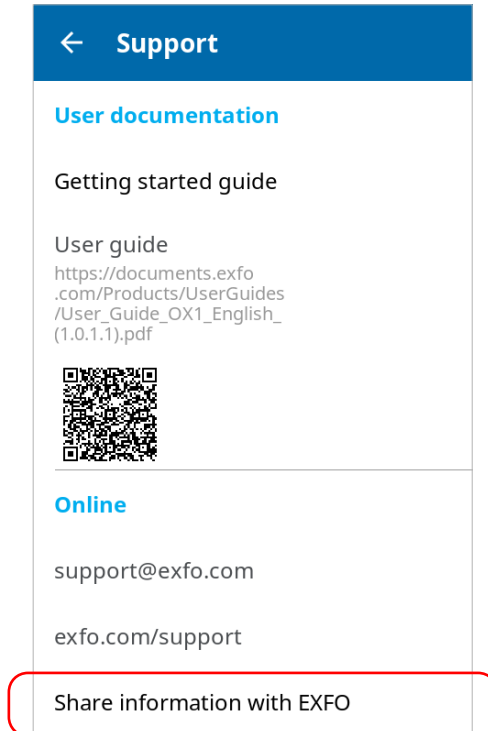 Support
User documentation
Getting started guide
User guide
https://documents.exfo
.com/Products/UserGuides
/User_Guide_OX1_English_
(1.0.1.1).pdf
Online
support@exfo.com
exfo.com/support
Share information with EXFO